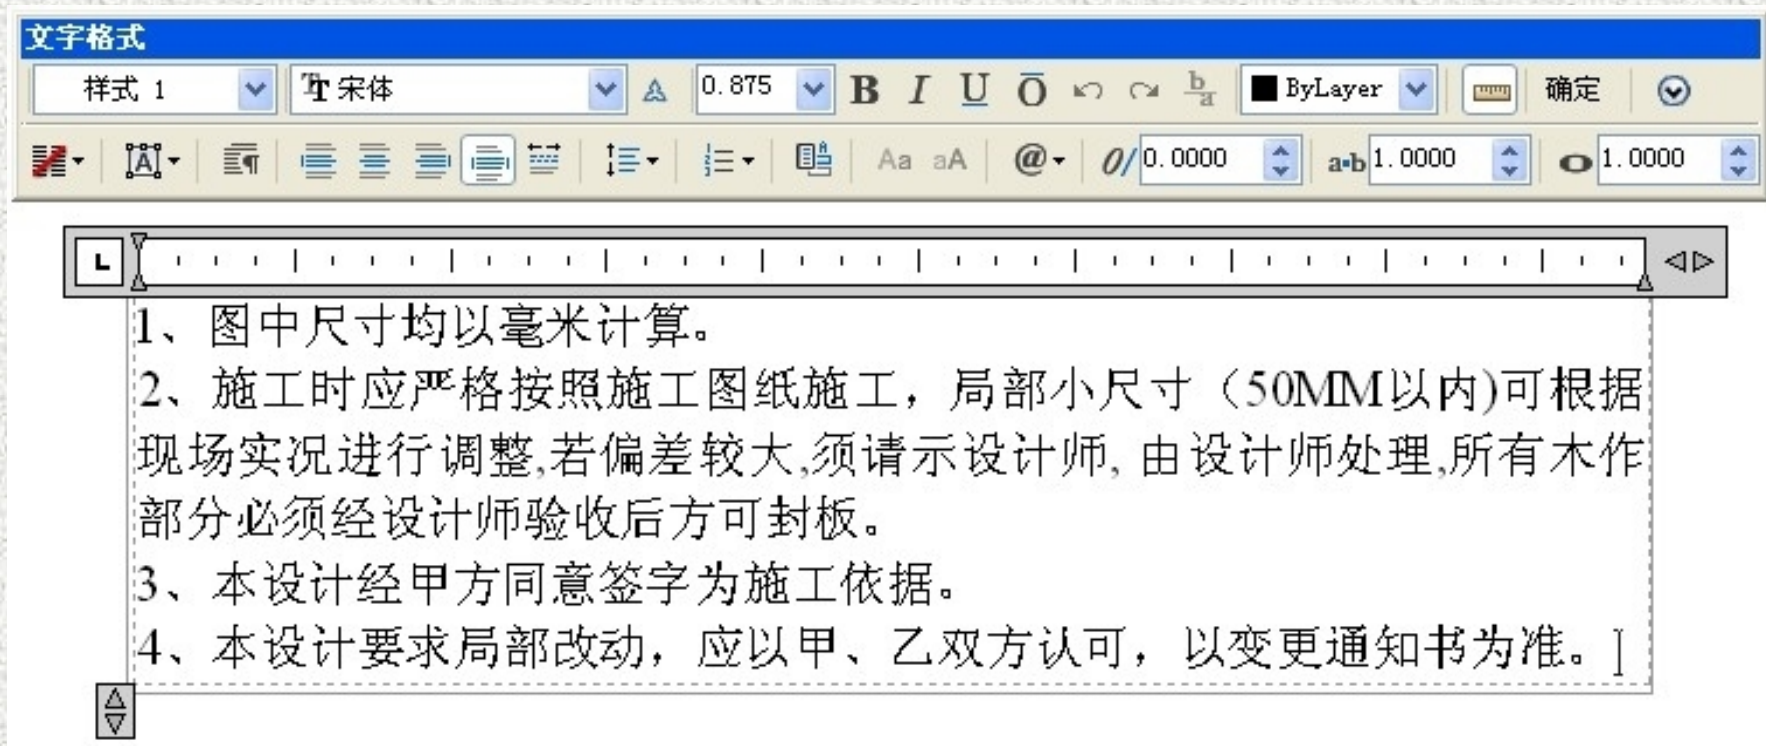 文字格式
样式 1 宋体 0.875 B I U O b/a ByLayer 确定
A Aa aA @ 0/ 0.0000 a•b 1.0000 O 1.0000
L
1、图中尺寸均以毫米计算。
2、施工时应严格按照施工图纸施工，局部小尺寸（50MM以内)可根据
现场实况进行调整,若偏差较大,须请示设计师, 由设计师处理,所有木作
部分必须经设计师验收后方可封板。
3、本设计经甲方同意签字为施工依据。
4、本设计要求局部改动，应以甲、乙双方认可，以变更通知书为准。